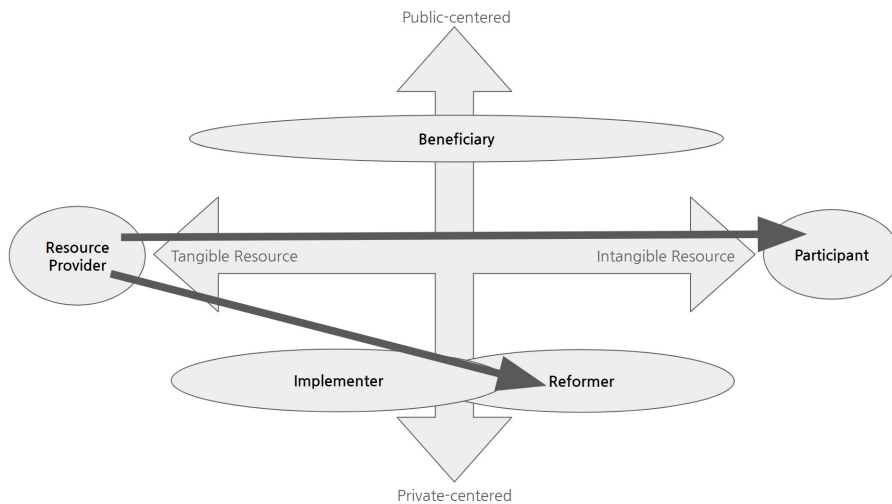 Public-centered
Beneficiary
Resource
Provider
Tangible Resource
Intangible Resource
Participant
Implementer
Reformer
Private-centered